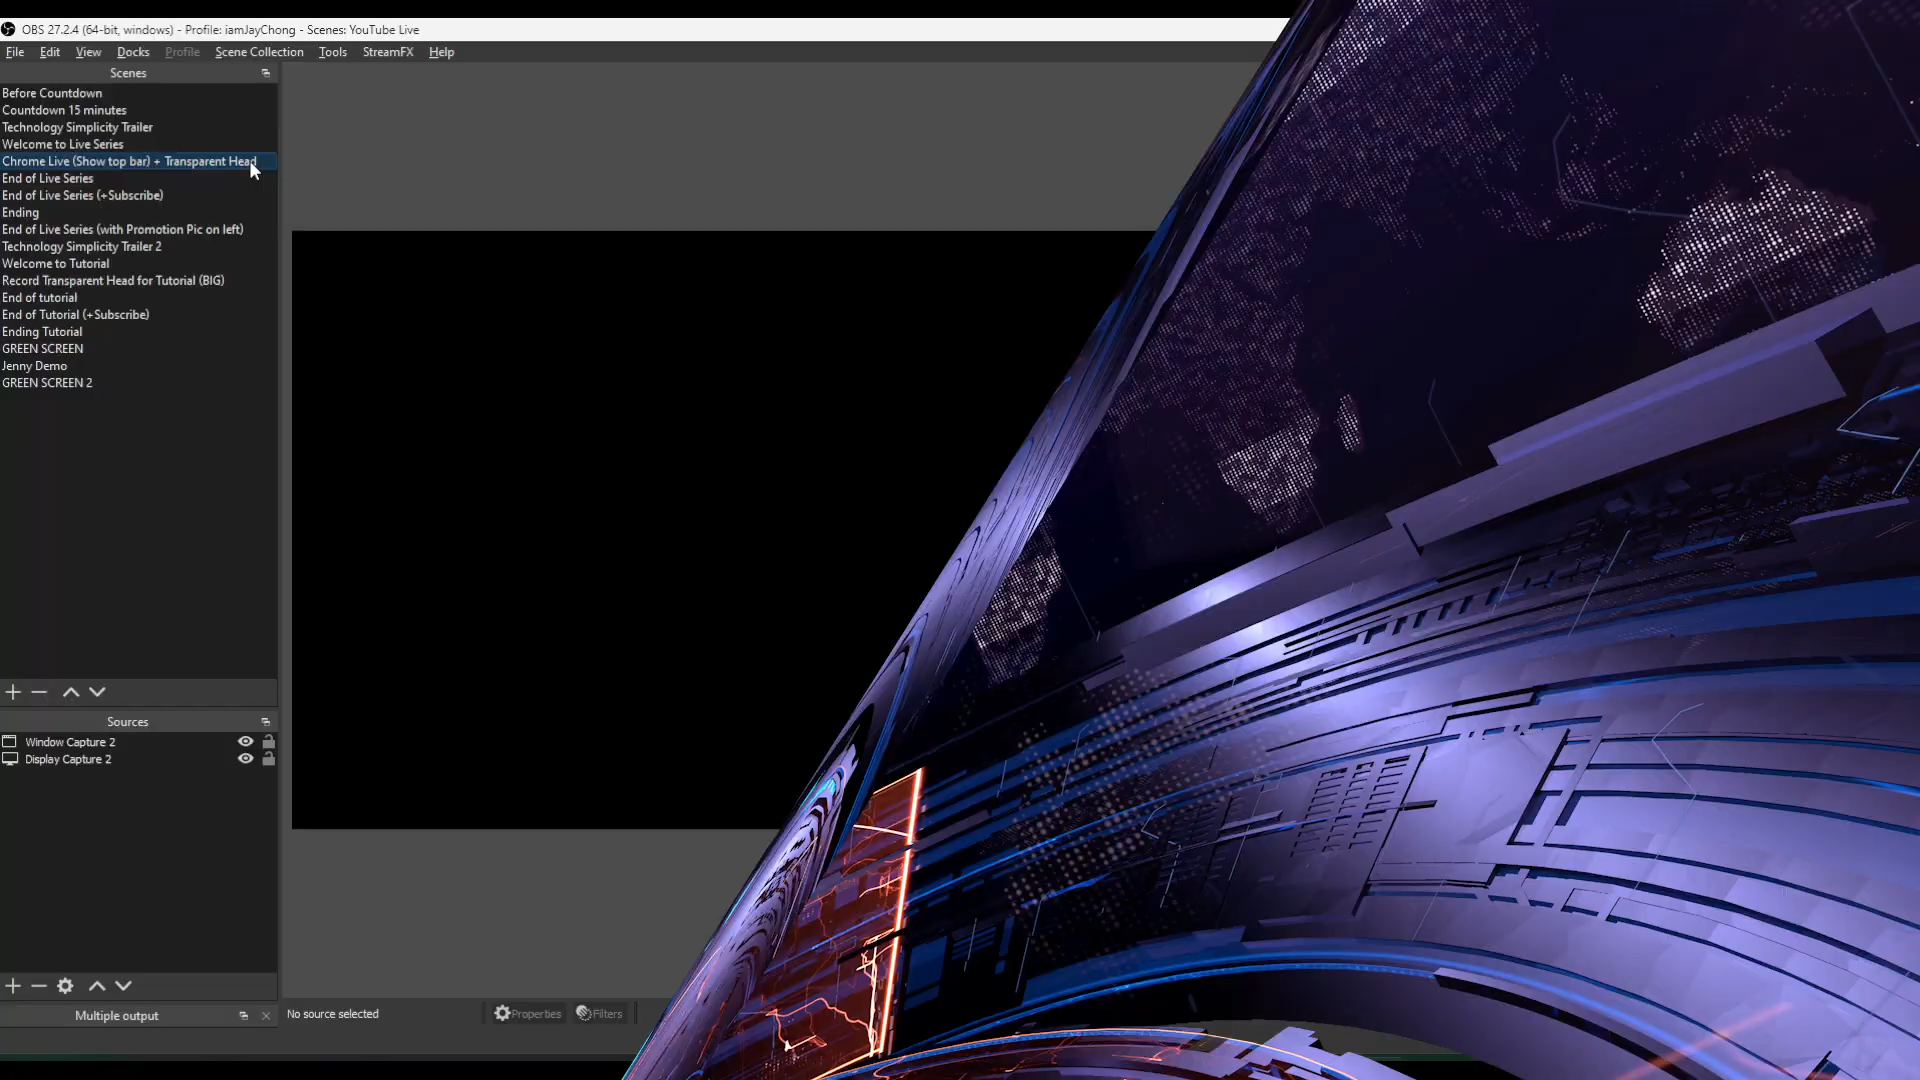 OBS 27.2.4 (64-bit, windows) - Profile: iamJayChong - Scenes: YouTube Live
File Edit View Docks Profile Scene Collection Tools StreamFX Help
Scenes
Before Countdown
Countdown 15 minutes
Technology Simplicity Trailer
Welcome to Live Series
Chrome Live (Show top bar) + Transparent Head
End of Live Series
End of Live Series (+Subscribe)
Ending
End of Live Series (with Promotion Pic on left)
Technology Simplicity Trailer 2
Welcome to Tutorial
Record Transparent Head for Tutorial (BIG)
End of tutorial
End of Tutorial (+Subscribe)
Ending Tutorial
GREEN SCREEN
Jenny Demo
GREEN SCREEN 2
Sources
Window Capture 2
Display Capture 2
Multiple output
No source selected
Properties
Filters